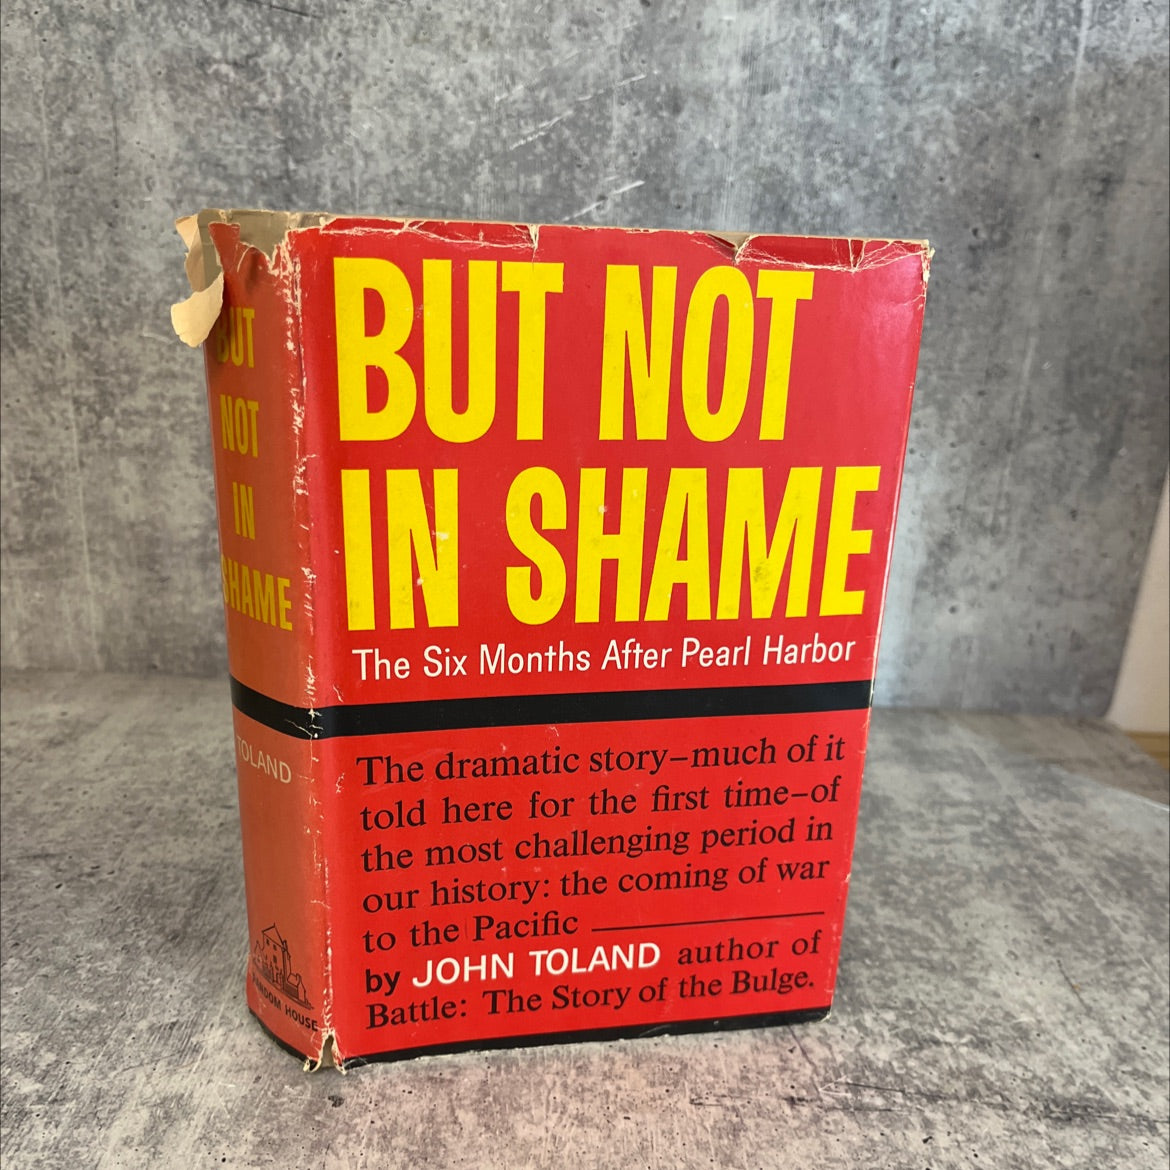 BUT
NOT
IN
SHAME
TOLAND
RANDOM HOUSE
BUT NOT
IN SHAME
The Six Months After Pearl Harbor
The dramatic story–much of it
told here for the first time–of
the most challenging period in
our history: the coming of war
to the Pacific
by JOHN TOLAND author of
Battle: The Story of the Bulge.